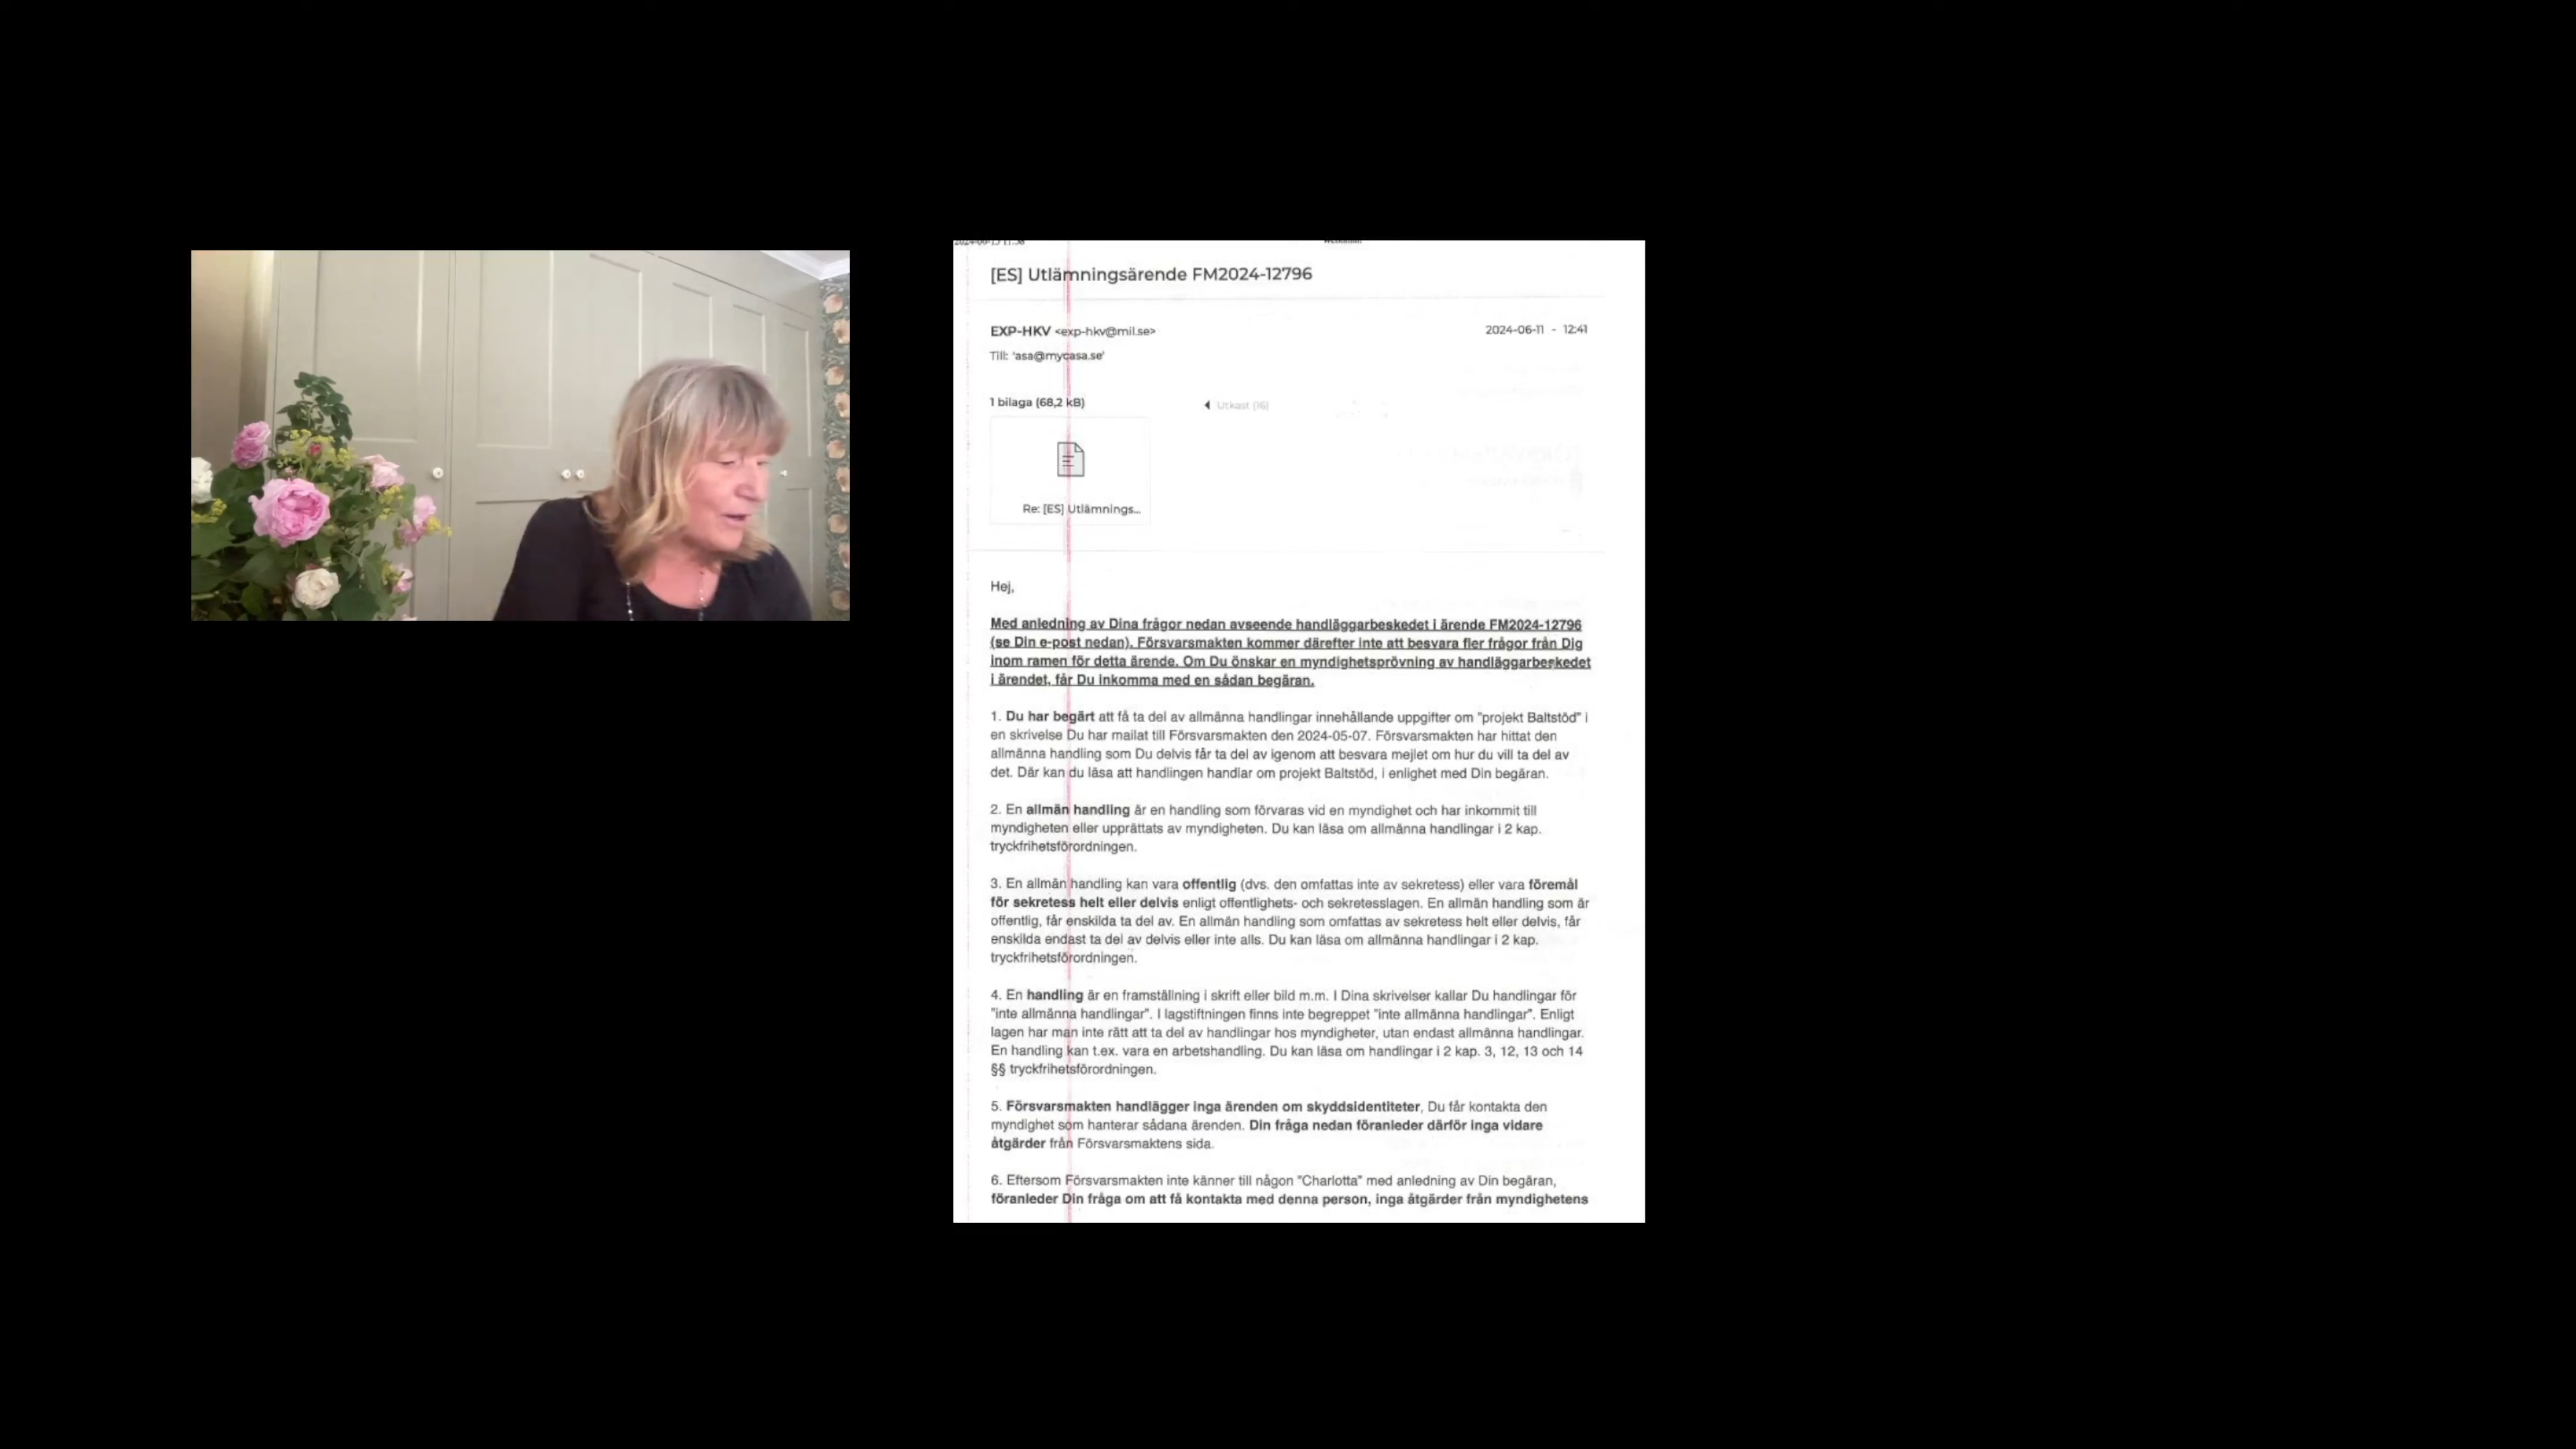 [ES] Utlämningsärende FM2024-12796
EXP-HKV <exp-hkv@mil.se>
2024-06-11 - 12:41
Till: 'asa@mycasa.se'
1 bilaga (68,2 kB)
Utkast (16)
Re: [ES] Utlämnings...
Hej,
Med anledning av Dina frågor nedan avseende handläggarbeskedet i ärende FM2024-12796
(se Din e-post nedan). Försvarsmakten kommer därefter inte att besvara fler frågor från Dig
inom ramen för detta ärende. Om Du önskar en myndighetsprövning av handläggarbeskedet
i ärendet, får Du inkomma med en sådan begäran.
1. Du har begärt att få ta del av allmänna handlingar innehållande uppgifter om "projekt Baltstöd" i
en skrivelse Du har mailat till Försvarsmakten den 2024-05-07. Försvarsmakten har hittat den
allmänna handling som Du delvis får ta del av igenom att besvara mejlet om hur du vill ta del av
det. Där kan du läsa att handlingen handlar om projekt Baltstöd, i enlighet med Din begäran.
2. En allmän handling är en handling som förvaras vid en myndighet och har inkommit till
myndigheten eller upprättats av myndigheten. Du kan läsa om allmänna handlingar i 2 kap.
tryckfrihetsförordningen.
3. En allmän handling kan vara offentlig (dvs. den omfattas inte av sekretess) eller vara föremål
för sekretess helt eller delvis enligt offentlighets- och sekretesslagen. En allmän handling som är
offentlig, får enskilda ta del av. En allmän handling som omfattas av sekretess helt eller delvis, får
enskilda endast ta del av delvis eller inte alls. Du kan läsa om allmänna handlingar i 2 kap.
tryckfrihetsförordningen.
4. En handling är en framställning i skrift eller bild m.m. I Dina skrivelser kallar Du handlingar för
"inte allmänna handlingar". I lagstiftningen finns inte begreppet "inte allmänna handlingar". Enligt
lagen har man inte rätt att ta del av handlingar hos myndigheter, utan endast allmänna handlingar.
En handling kan t.ex. vara en arbetshandling. Du kan läsa om handlingar i 2 kap. 3, 12, 13 och 14
§§ tryckfrihetsförordningen.
5. Försvarsmakten handlägger inga ärenden om skyddsidentiteter, Du får kontakta den
myndighet som hanterar sådana ärenden. Din fråga nedan föranleder därför inga vidare
åtgärder från Försvarsmaktens sida.
6. Eftersom Försvarsmakten inte känner till någon "Charlotta" med anledning av Din begäran,
föranleder Din fråga om att få kontakta med denna person, inga åtgärder från myndighetens